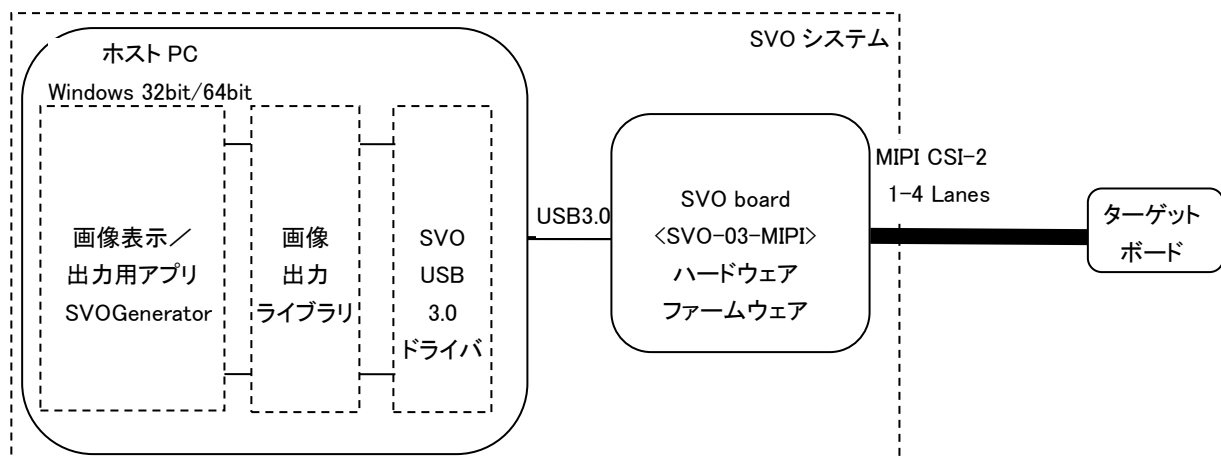 SVO システム
ホスト PC
Windows 32bit/64bit
画像表示／
出力用アプリ
SVOGenerator
画像
出力
ライブラリ
SVO
USB
3.0
ドライバ
USB3.0
SVO board
<SVO-03-MIPI>
ハードウェア
ファームウェア
MIPI CSI-2
1-4 Lanes
ターゲット
ボード